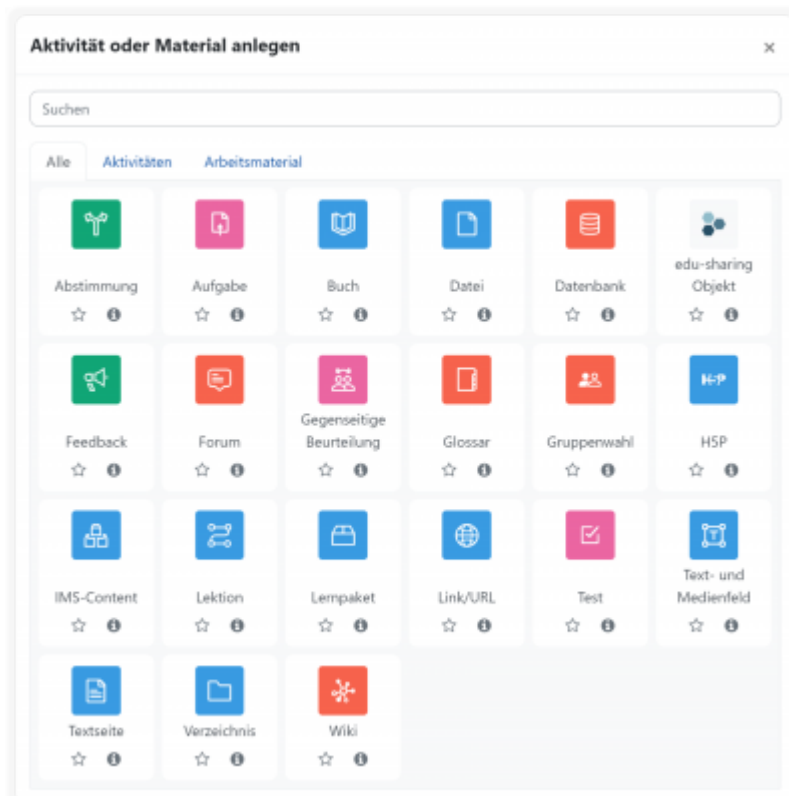 Aktivität oder Material anlegen
×
Suchen
Alle Aktivitäten Arbeitsmaterial
Abstimmung Aufgabe Buch Datei Datenbank edu-sharing
Objekt
Feedback Forum Gegenseitige
Beurteilung Glossar Gruppenwahl H5P
H5P
IMS-Content Lektion Lernpaket Link/URL Test Text- und
Medienfeld
Textseite Verzeichnis Wiki